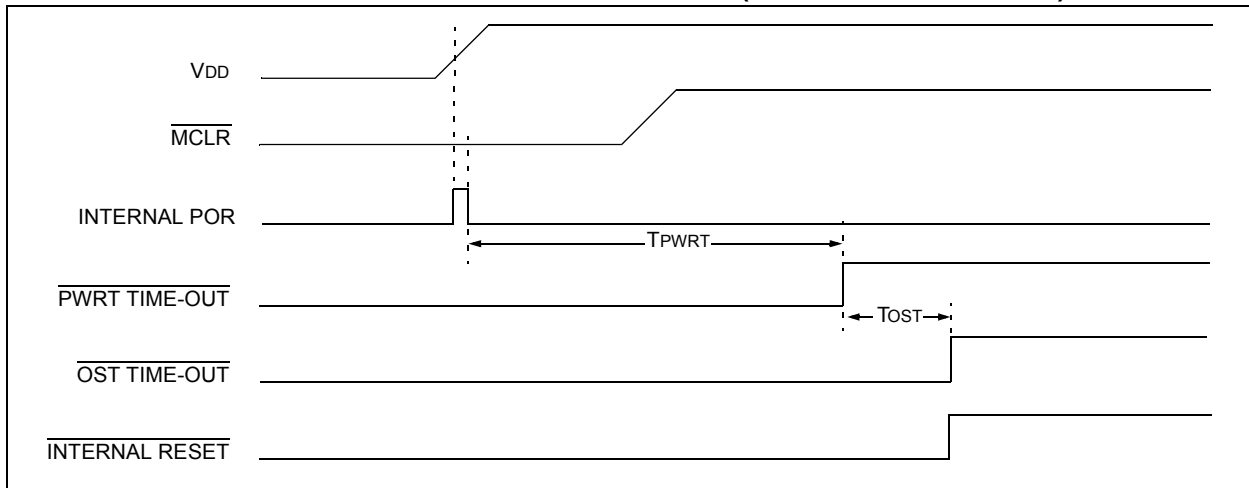 VDD
MCLR
INTERNAL POR
TPWRT
PWRT TIME-OUT
TOST
OST TIME-OUT
INTERNAL RESET